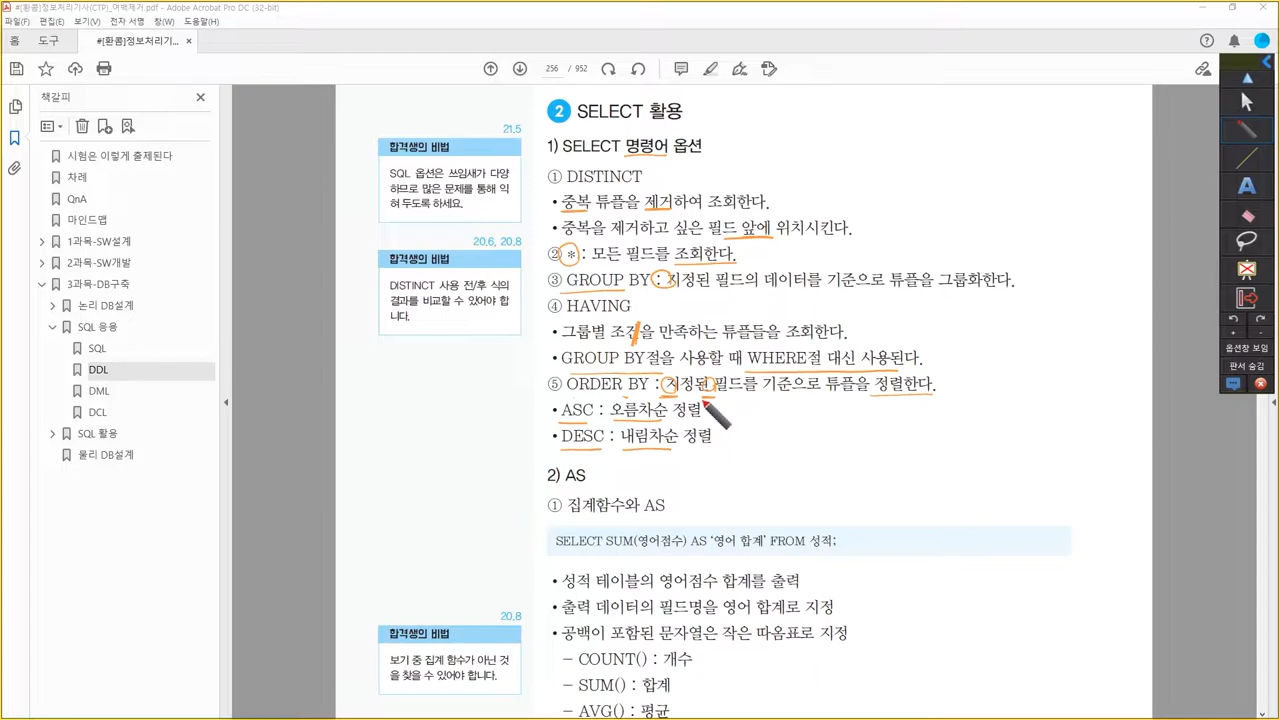 #[환콤]정보처리기사(CTP)_여백제거.pdf - Adobe Acrobat Pro DC (32-bit)
파일(F) 편집(E) 보기(V) 전자 서명 창(W) 도움말(H)
홈 도구 #[환콤]정보처리기... ×
256 / 952
책갈피
시험은 이렇게 출제된다
차례
QnA
마인드맵
1과목-SW설계
2과목-SW개발
3과목-DB구축
논리 DB설계
SQL 응용
SQL
DDL
DML
DCL
SQL 활용
물리 DB설계
21.5
합격생의 비법
SQL 옵션은 쓰임새가 다양
하므로 많은 문제를 통해 익
혀 두도록 하세요.
20.6, 20.8
합격생의 비법
DISTINCT 사용 전/후 식의
결과를 비교할 수 있어야 합
니다.
20.8
합격생의 비법
보기 중 집계 함수가 아닌 것
을 찾을 수 있어야 합니다.
2 SELECT 활용
1) SELECT 명령어 옵션
① DISTINCT
• 중복 튜플을 제거하여 조회한다.
• 중복을 제거하고 싶은 필드 앞에 위치시킨다.
② * : 모든 필드를 조회한다.
③ GROUP BY : 지정된 필드의 데이터를 기준으로 튜플을 그룹화한다.
④ HAVING
• 그룹별 조건을 만족하는 튜플들을 조회한다.
• GROUP BY절을 사용할 때 WHERE절 대신 사용된다.
⑤ ORDER BY : 지정된 필드를 기준으로 튜플을 정렬한다.
• ASC : 오름차순 정렬
• DESC : 내림차순 정렬
2) AS
① 집계함수와 AS
SELECT SUM(영어점수) AS ‘영어 합계’ FROM 성적;
• 성적 테이블의 영어점수 합계를 출력
• 출력 데이터의 필드명을 영어 합계로 지정
• 공백이 포함된 문자열은 작은 따옴표로 지정
– COUNT() : 개수
– SUM() : 합계
– AVG() : 평균
A
옵션창 보임
판서 숨김